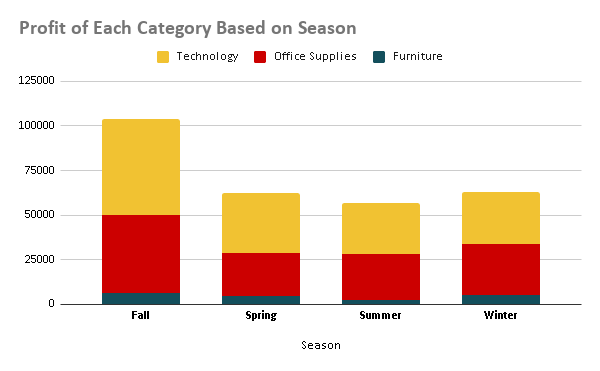 Profit of Each Category Based on Season
Technology Office Supplies Furniture
125000
100000
75000
50000
25000
0
Fall Spring Summer Winter
Season